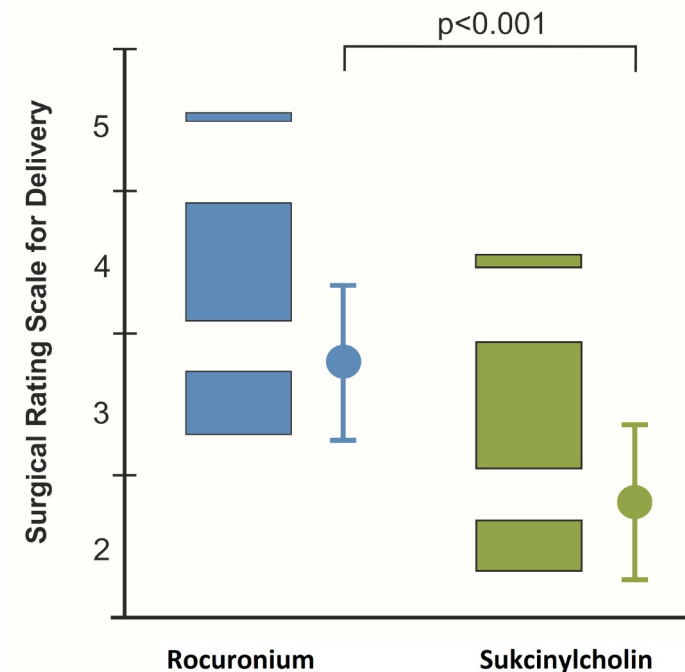 p<0.001
Surgical Rating Scale for Delivery
5
4
3
2
Rocuronium
Sukcinylcholin